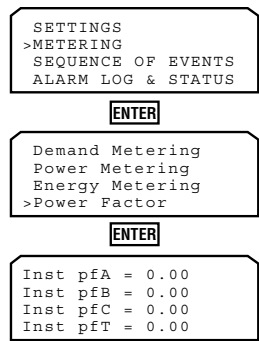 SETTINGS
>METERING
SEQUENCE OF EVENTS
ALARM LOG & STATUS
ENTER
Demand Metering
Power Metering
Energy Metering
>Power Factor
ENTER
Inst pfA = 0.00
Inst pfB = 0.00
Inst pfC = 0.00
Inst pfT = 0.00